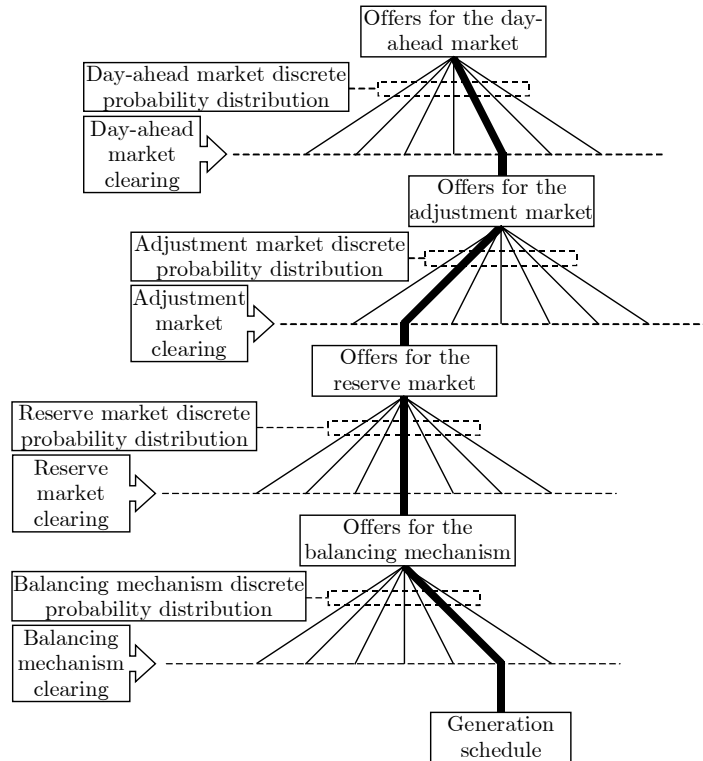 Offers for the day-
ahead market
Day-ahead market discrete
probability distribution
Day-ahead
market
clearing
Offers for the
adjustment market
Adjustment market discrete
probability distribution
Adjustment
market
clearing
Offers for the
reserve market
Reserve market discrete
probability distribution
Reserve
market
clearing
Offers for the
balancing mechanism
Balancing mechanism discrete
probability distribution
Balancing
mechanism
clearing
Generation
schedule